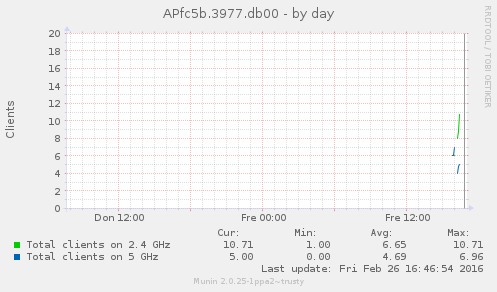 APfc5b.3977.db00 - by day
RRDTOOL / TOBI OETIKER
Clients
20
18
16
14
12
10
8
6
4
2
0
Don 12:00 Fre 00:00 Fre 12:00
Cur: Min: Avg: Max:
Total clients on 2.4 GHz 10.71 1.00 6.65 10.71
Total clients on 5 GHz 5.00 0.00 4.69 6.96
Last update: Fri Feb 26 16:46:54 2016
Munin 2.0.25-1ppa2~trusty